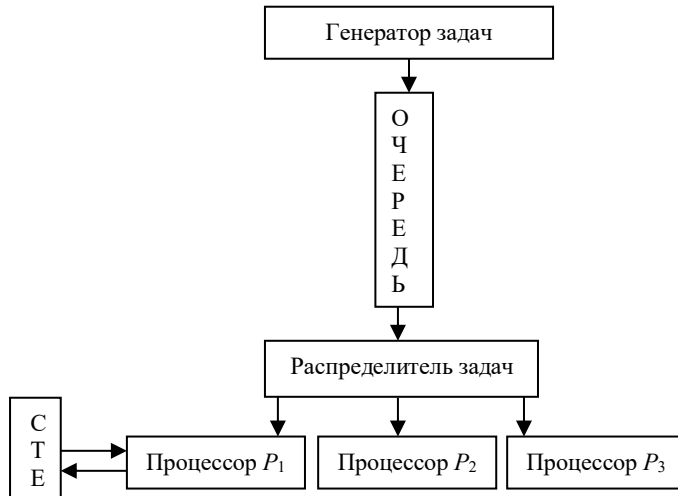 Генератор задач
О
Ч
Е
Р
Е
Д
Ь
Распределитель задач
С
Т
Е
Процессор P1
Процессор P2
Процессор P3